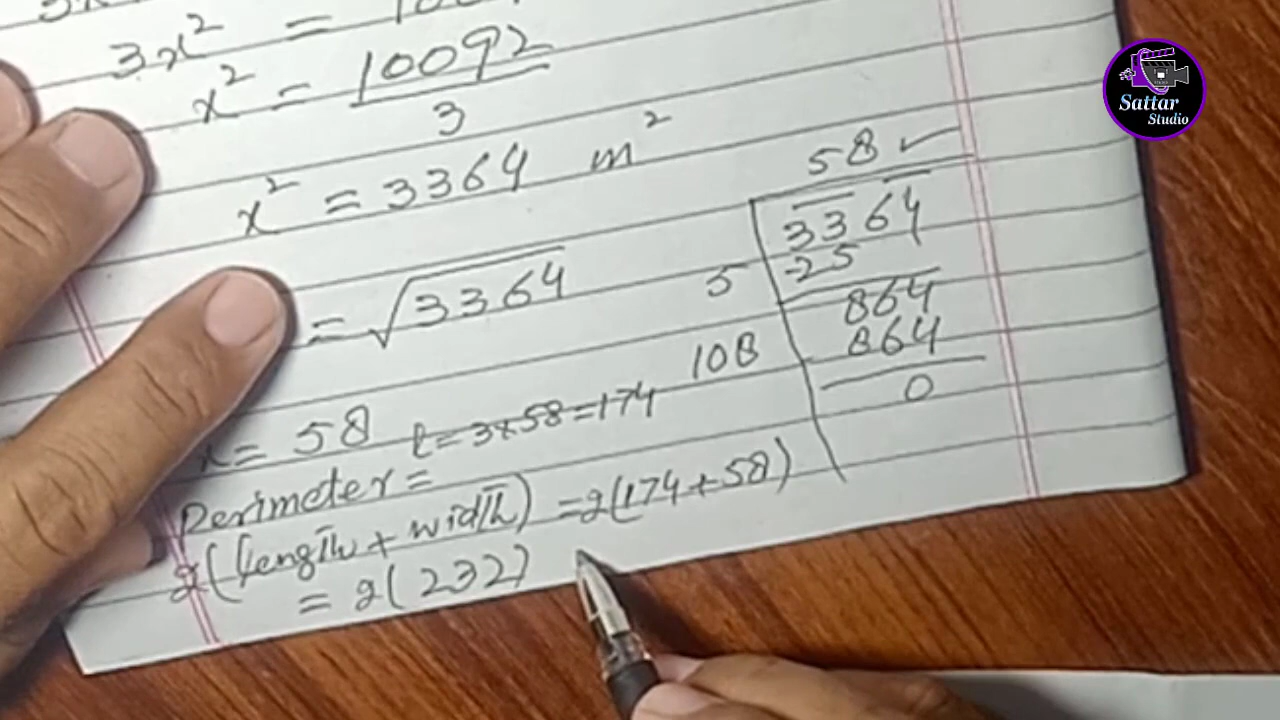 3x² = 100
x² = 10092/3
x² = 3364 m²
= √3364
x = 58 l = 3×58=174
Perimeter =
2(length + width) = 2(174+58)
= 2(232)
58 ✓
3364
5 -25
864
108 864
0
Sattar
Studio